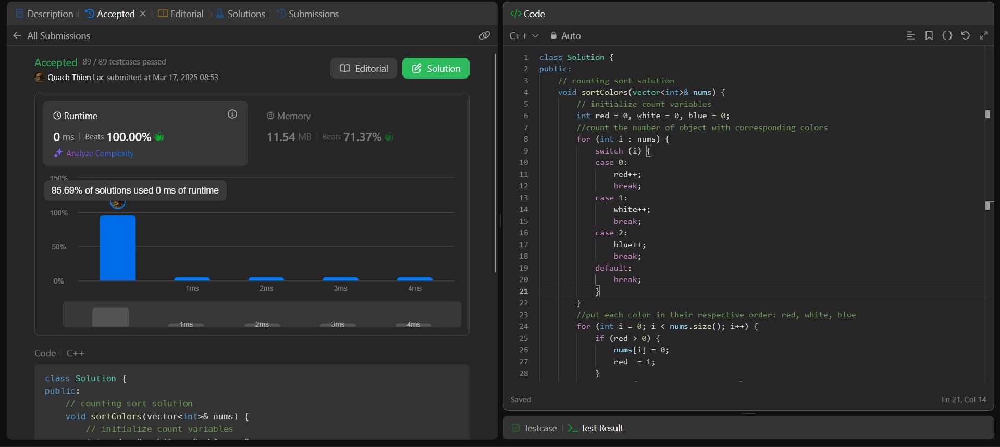 Description | Accepted × | Editorial | Solutions | Submissions
All Submissions
Accepted 89 / 89 testcases passed
Quach Thien Lac submitted at Mar 17, 2025 08:53
Editorial
Solution
Runtime
0 ms | Beats 100.00%
Analyze Complexity
Memory
11.54 MB | Beats 71.37%
150%
95.69% of solutions used 0 ms of runtime
100%
50%
0%
1ms 2ms 3ms 4ms
1ms 2ms 3ms 4ms
Code | C++
class Solution {
public:
// counting sort solution
void sortColors(vector<int>& nums) {
// initialize count variables
</> Code
C++ Auto
1 class Solution {
2 public:
3 // counting sort solution
4 void sortColors(vector<int>& nums) {
5 // initialize count variables
6 int red = 0, white = 0, blue = 0;
7 //count the number of object with corresponding colors
8 for (int i : nums) {
9 switch (i) {
10 case 0:
11 red++;
12 break;
13 case 1:
14 white++;
15 break;
16 case 2:
17 blue++;
18 break;
19 default:
20 break;
21 }
22 }
23 //put each color in their respective order: red, white, blue
24 for (int i = 0; i < nums.size(); i++) {
25 if (red > 0) {
26 nums[i] = 0;
27 red -= 1;
28 }
Saved Ln 21, Col 14
Testcase | >_ Test Result